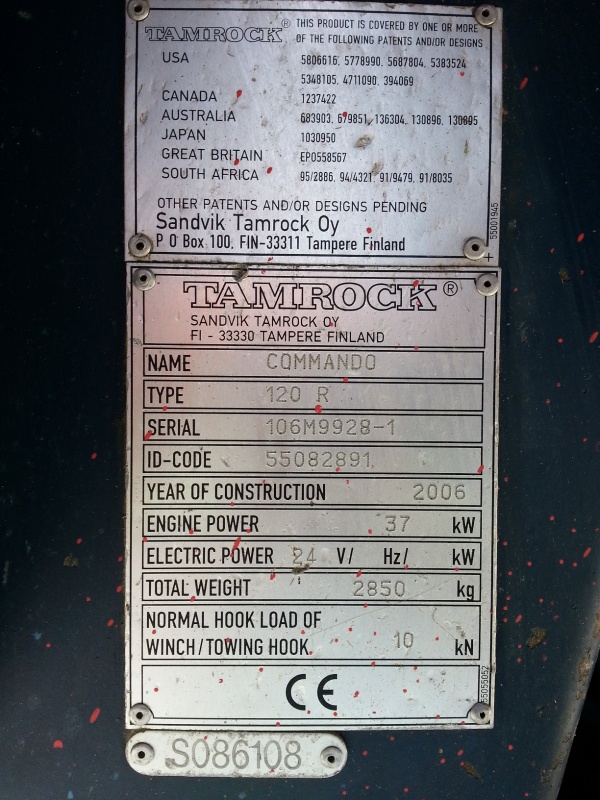 TAMROCK® THIS PRODUCT IS COVERED BY ONE OR MORE
OF THE FOLLOWING PATENTS AND/OR DESIGNS
USA 5806616, 5778990, 5687804, 5383524
5348105, 4711090, 394069
CANADA 1237422
AUSTRALIA 683903, 679851, 136304, 130896, 130895
JAPAN 1030950
GREAT BRITAIN EP0558567
SOUTH AFRICA 95/2886, 94/4321, 91/9479, 91/8035
OTHER PATENTS AND/OR DESIGNS PENDING
Sandvik Tamrock Oy
P O Box 100, FIN-33311 Tampere Finland
55001945
TAMROCK®
SANDVIK TAMROCK OY
FI - 33330 TAMPERE FINLAND
NAME COMMANDO
TYPE 120 R
SERIAL 106M9928-1
ID-CODE 55082891
YEAR OF CONSTRUCTION 2006
ENGINE POWER 37 kW
ELECTRIC POWER 24 V/ Hz/ kW
TOTAL WEIGHT 2850 kg
NORMAL HOOK LOAD OF
WINCH/TOWING HOOK 10 kN
CE
55055052
S086108